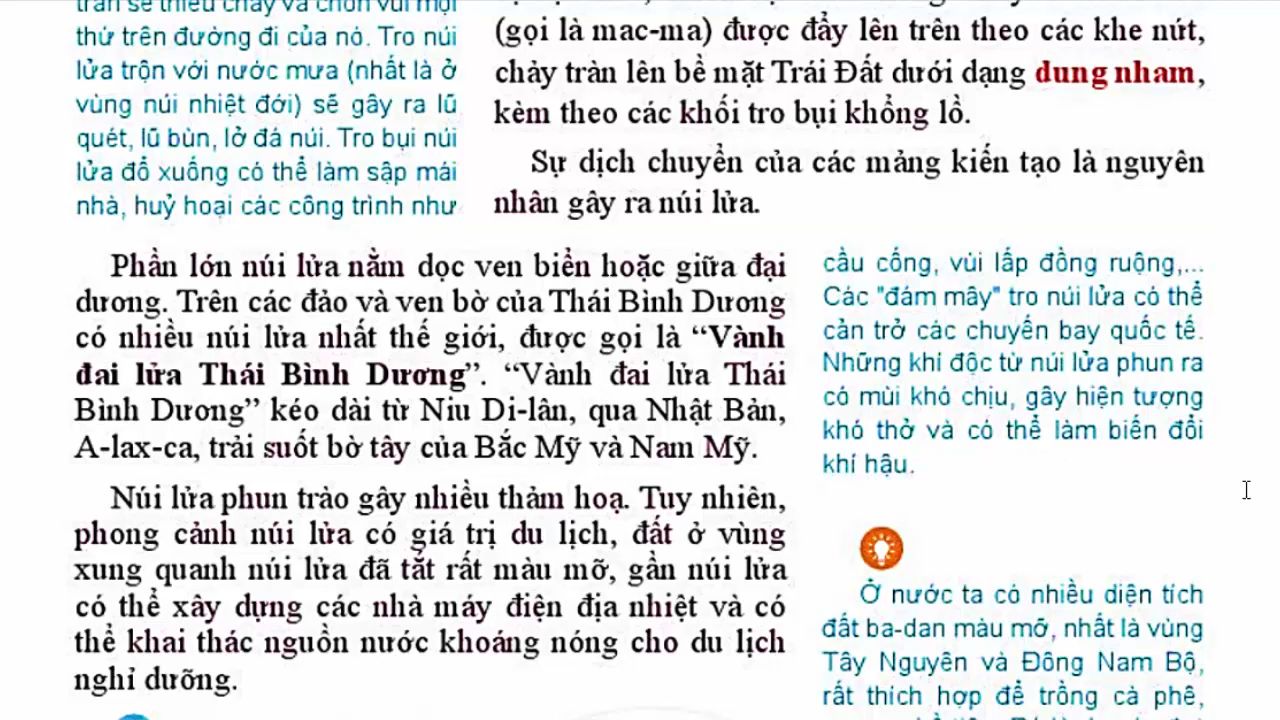 tràn sẽ thiêu cháy và chôn vùi mọi
thứ trên đường đi của nó. Tro núi
lửa trộn với nước mưa (nhất là ở
vùng núi nhiệt đới) sẽ gây ra lũ
quét, lũ bùn, lở đá núi. Tro bụi núi
lửa đổ xuống có thể làm sập mái
nhà, huỷ hoại các công trình như
(gọi là mac-ma) được đẩy lên trên theo các khe nứt,
chảy tràn lên bề mặt Trái Đất dưới dạng dung nham,
kèm theo các khối tro bụi khổng lồ.
Sự dịch chuyển của các mảng kiến tạo là nguyên
nhân gây ra núi lửa.
Phần lớn núi lửa nằm dọc ven biển hoặc giữa đại
dương. Trên các đảo và ven bờ của Thái Bình Dương
có nhiều núi lửa nhất thế giới, được gọi là “Vành
đai lửa Thái Bình Dương”. “Vành đai lửa Thái
Bình Dương” kéo dài từ Niu Di-lân, qua Nhật Bản,
A-lax-ca, trải suốt bờ tây của Bắc Mỹ và Nam Mỹ.
Núi lửa phun trào gây nhiều thảm hoạ. Tuy nhiên,
phong cảnh núi lửa có giá trị du lịch, đất ở vùng
xung quanh núi lửa đã tắt rất màu mỡ, gần núi lửa
có thể xây dựng các nhà máy điện địa nhiệt và có
thể khai thác nguồn nước khoáng nóng cho du lịch
nghỉ dưỡng.
cầu cống, vùi lấp đồng ruộng,...
Các "đám mây" tro núi lửa có thể
cản trở các chuyến bay quốc tế.
Những khí độc từ núi lửa phun ra
có mùi khó chịu, gây hiện tượng
khó thở và có thể làm biến đổi
khí hậu.
Ở nước ta có nhiều diện tích
đất ba-dan màu mỡ, nhất là vùng
Tây Nguyên và Đông Nam Bộ,
rất thích hợp để trồng cà phê,